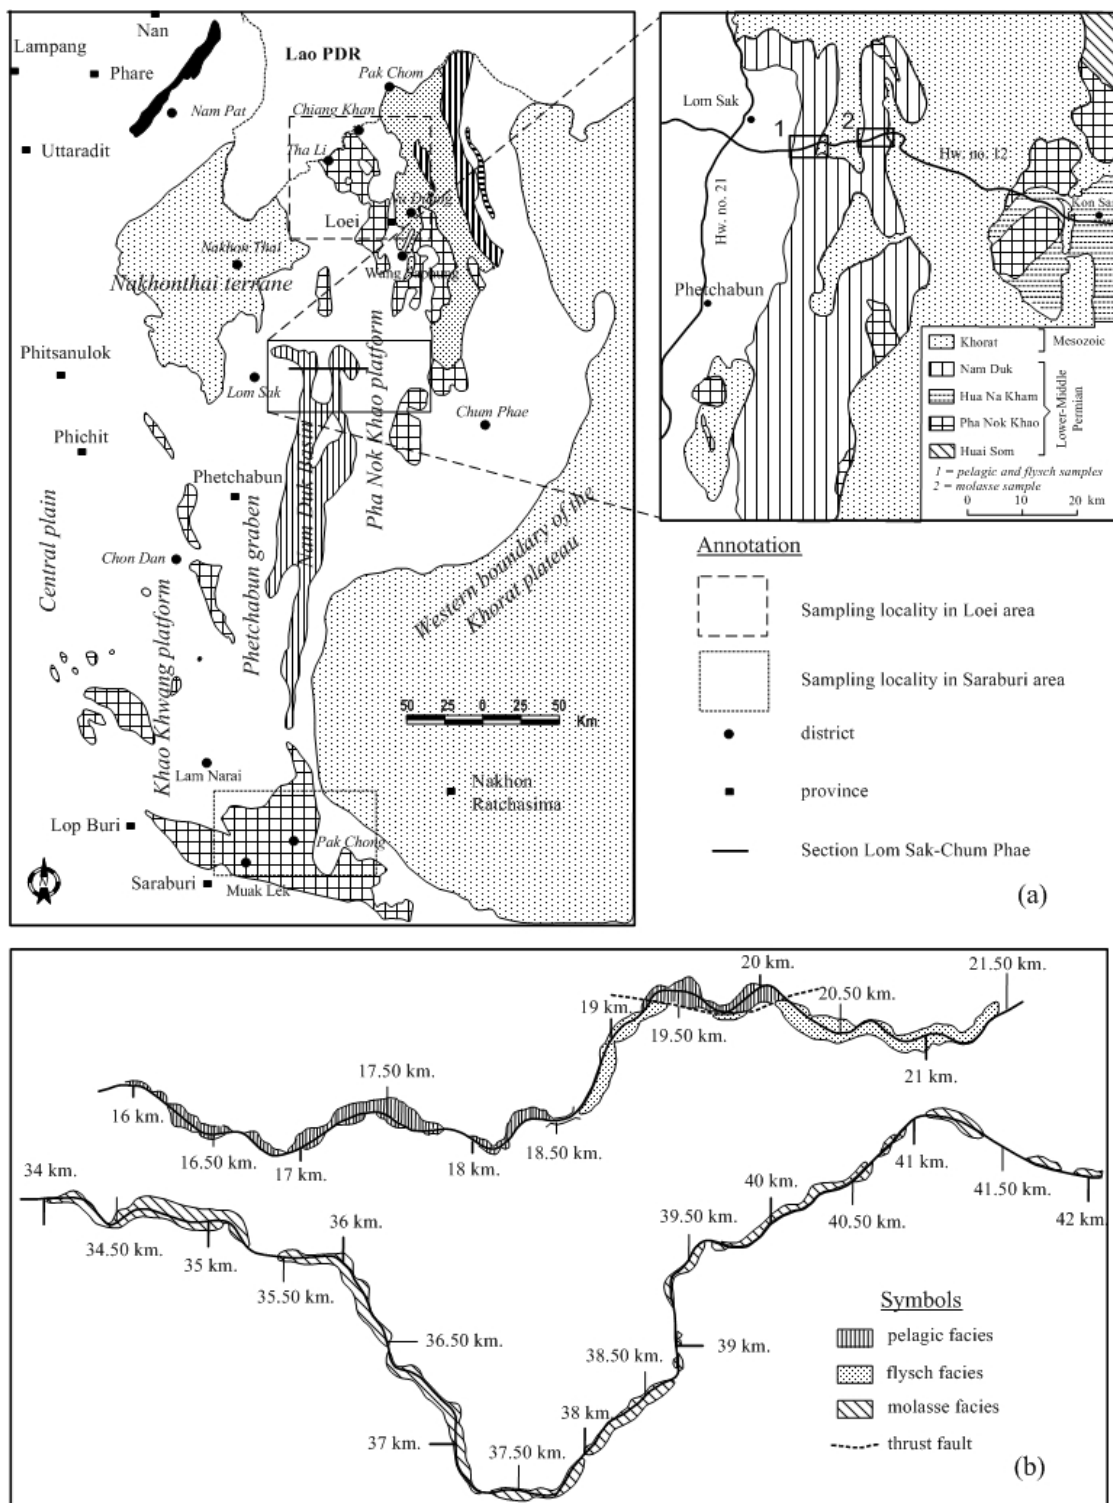 Nan
Lampang
Phare
Nam Pat
Uttaradit
Lao PDR
Pak Chom
Chiang Khan
Tha Li
Loei
Wang Saphung
Nakhon Thai
Nakhonthai terrane
Phitsanulok
Lom Sak
Chum Phae
Phichit
Phetchabun
Chon Dan
Central plain
Khao Khwang platform
Phetchabun graben
Nam Duk Basin
Pha Nok Khao platform
Western boundary of the
Khorat plateau
50 25 0 25 50
Km
Lam Narai
Nakhon
Ratchasima
Lop Buri
Pak Chong
Saraburi
Muak Lek
N
Lom Sak
1
2
Hw. no. 12
Hw. no. 21
Phetchabun
Khorat
Mesozoic
Nam Duk
Hua Na Kham
Pha Nok Khao
Huai Som
Lower-Middle
Permian
1 = pelagic and flysch samples
2 = molasse sample
0 10 20 km
Annotation
Sampling locality in Loei area
Sampling locality in Saraburi area
district
province
Section Lom Sak-Chum Phae
(a)
16 km.
16.50 km.
17 km.
17.50 km.
18 km.
18.50 km.
19 km.
19.50 km.
20 km.
20.50 km.
21 km.
21.50 km.
34 km.
34.50 km.
35 km.
35.50 km.
36 km.
36.50 km.
37 km.
37.50 km.
38 km.
38.50 km.
39 km.
39.50 km.
40 km.
40.50 km.
41 km.
41.50 km.
42 km.
Symbols
pelagic facies
flysch facies
molasse facies
thrust fault
(b)